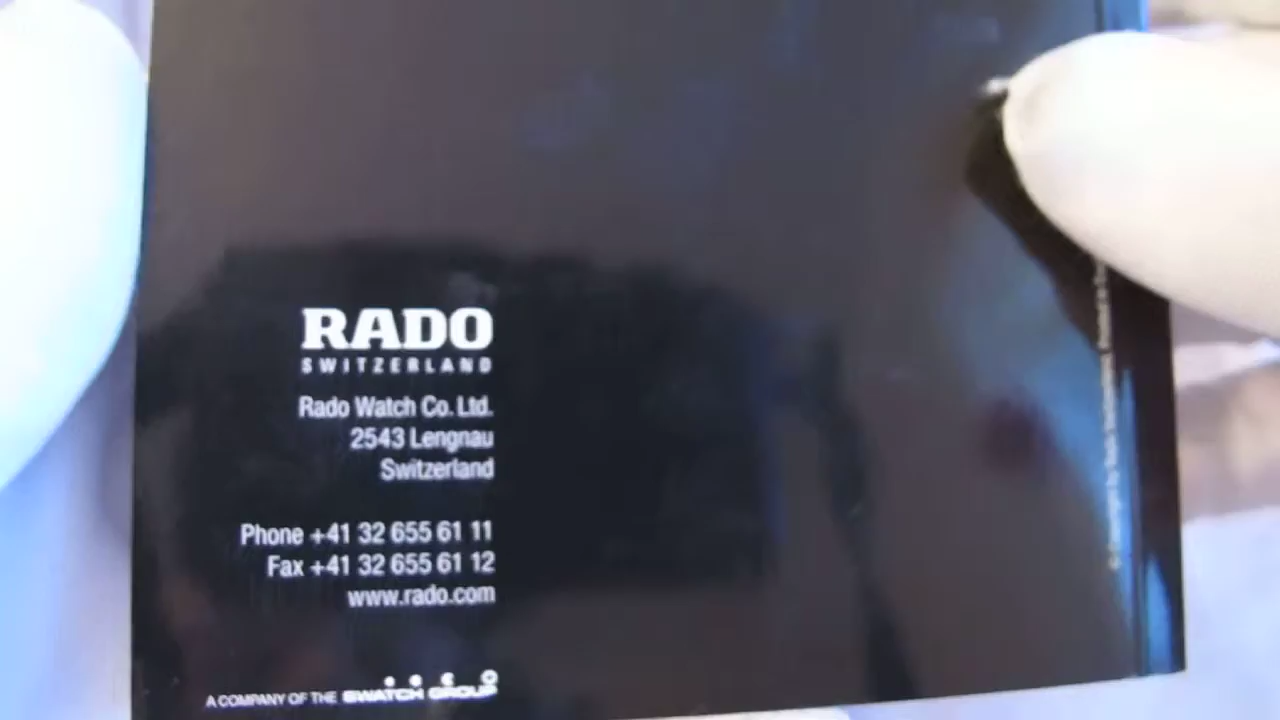 RADO
SWITZERLAND
Rado Watch Co. Ltd.
2543 Lengnau
Switzerland
Phone +41 32 655 61 11
Fax +41 32 655 61 12
www.rado.com
A COMPANY OF THE SWATCH GROUP